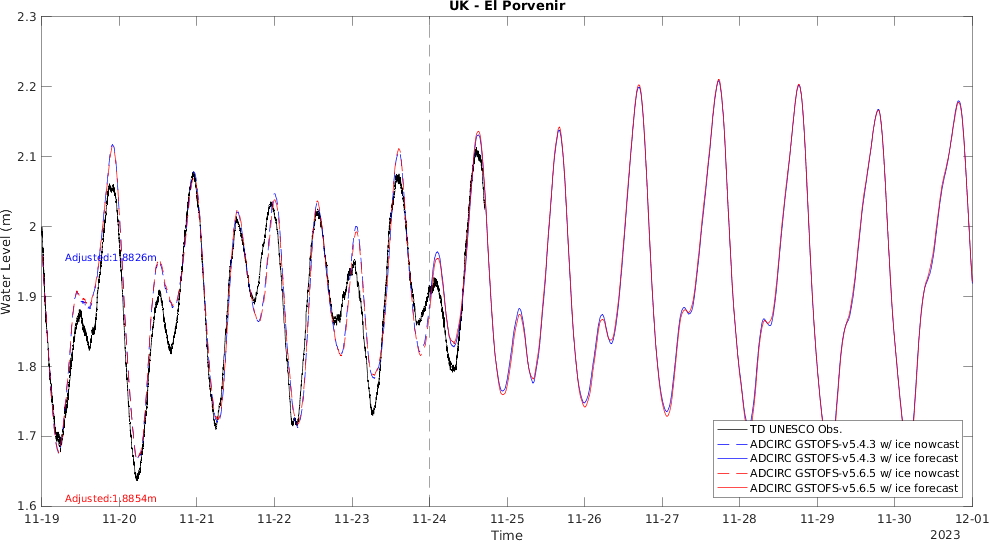 UK - El Porvenir
2.3
2.2
2.1
2
1.9
1.8
1.7
1.6
Water Level (m)
Adjusted:1.8826m
Adjusted:1.8854m
TD UNESCO Obs.
ADCIRC GSTOFS-v5.4.3 w/ ice nowcast
ADCIRC GSTOFS-v5.4.3 w/ ice forecast
ADCIRC GSTOFS-v5.6.5 w/ ice nowcast
ADCIRC GSTOFS-v5.6.5 w/ ice forecast
11-19 11-20 11-21 11-22 11-23 11-24 11-25 11-26 11-27 11-28 11-29 11-30 12-01
Time
2023